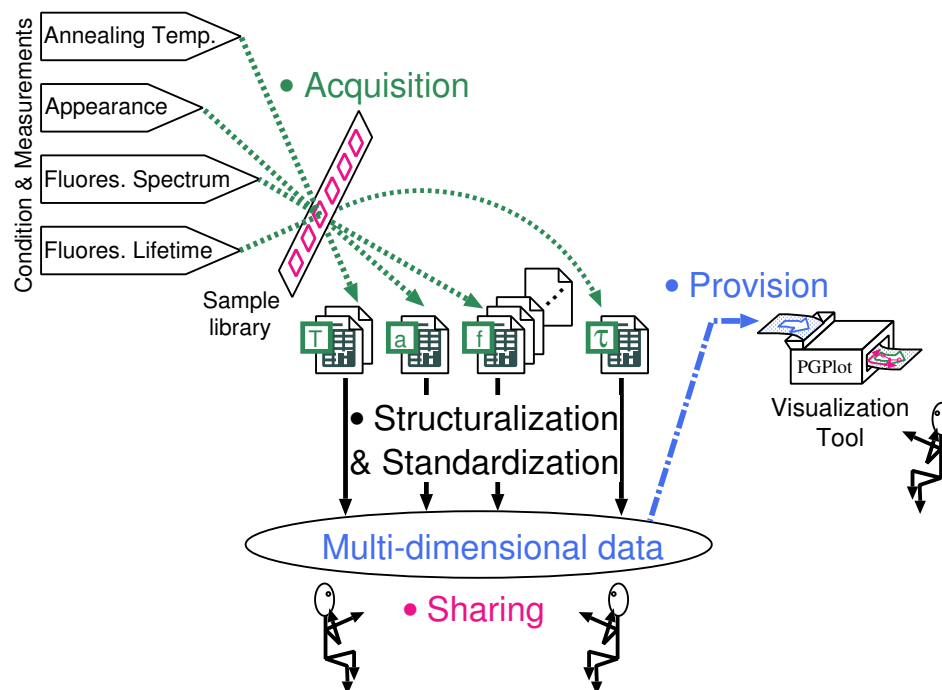 Condition & Measurements
Annealing Temp.
Appearance
Fluores. Spectrum
Fluores. Lifetime
• Acquisition
Sample
library
T
a
f
τ
• Provision
PGPlot
Visualization
Tool
• Structuralization
& Standardization
Multi-dimensional data
• Sharing